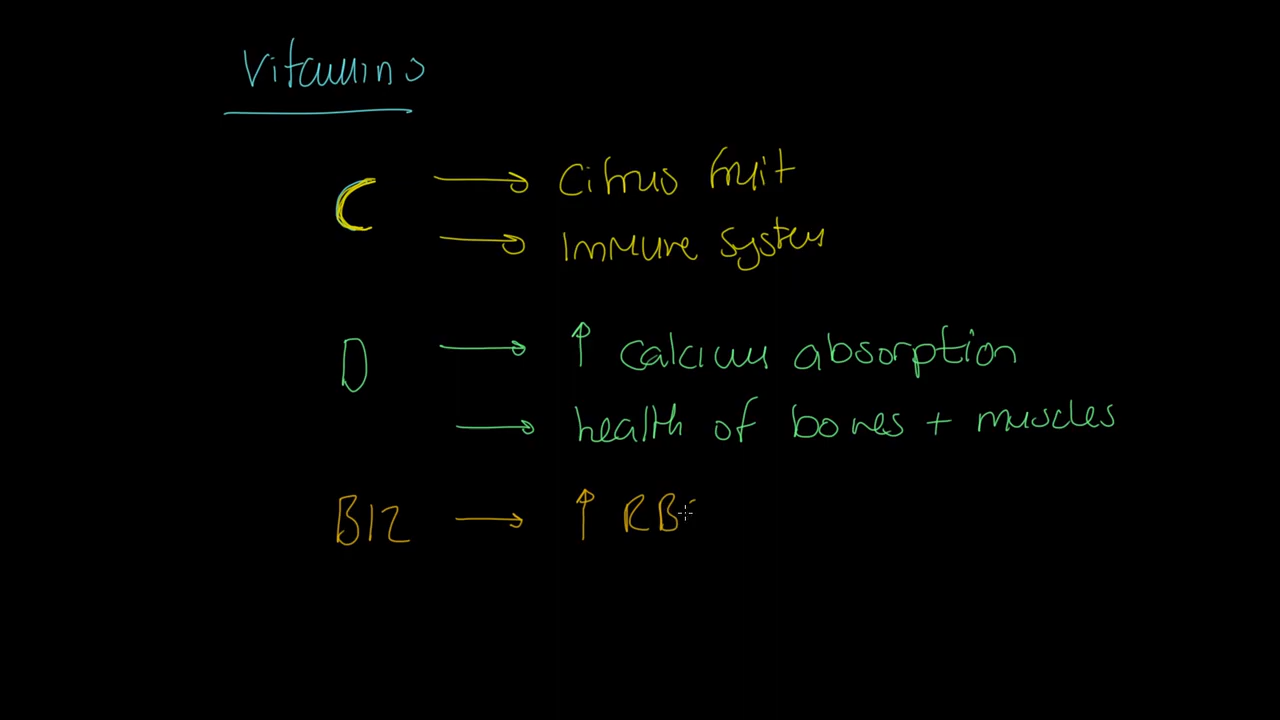 Vitamins
C → Citrus fruit
→ Immune system
D → ↑ calcium absorption
→ health of bones + muscles
B12 → ↑ RB